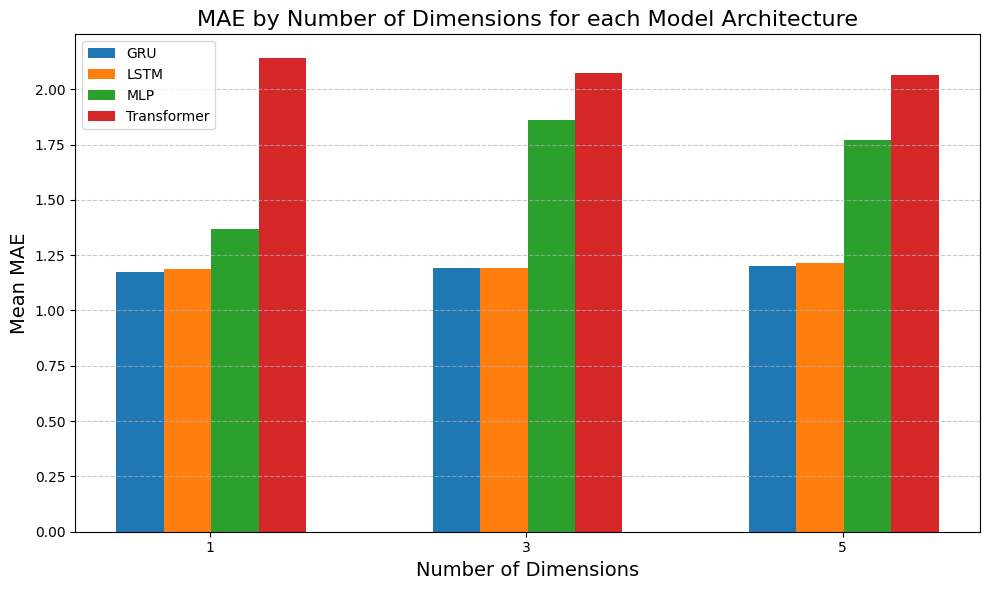 MAE by Number of Dimensions for each Model Architecture
GRU
LSTM
MLP
Transformer
Mean MAE
2.00
1.75
1.50
1.25
1.00
0.75
0.50
0.25
0.00
1 3 5
Number of Dimensions